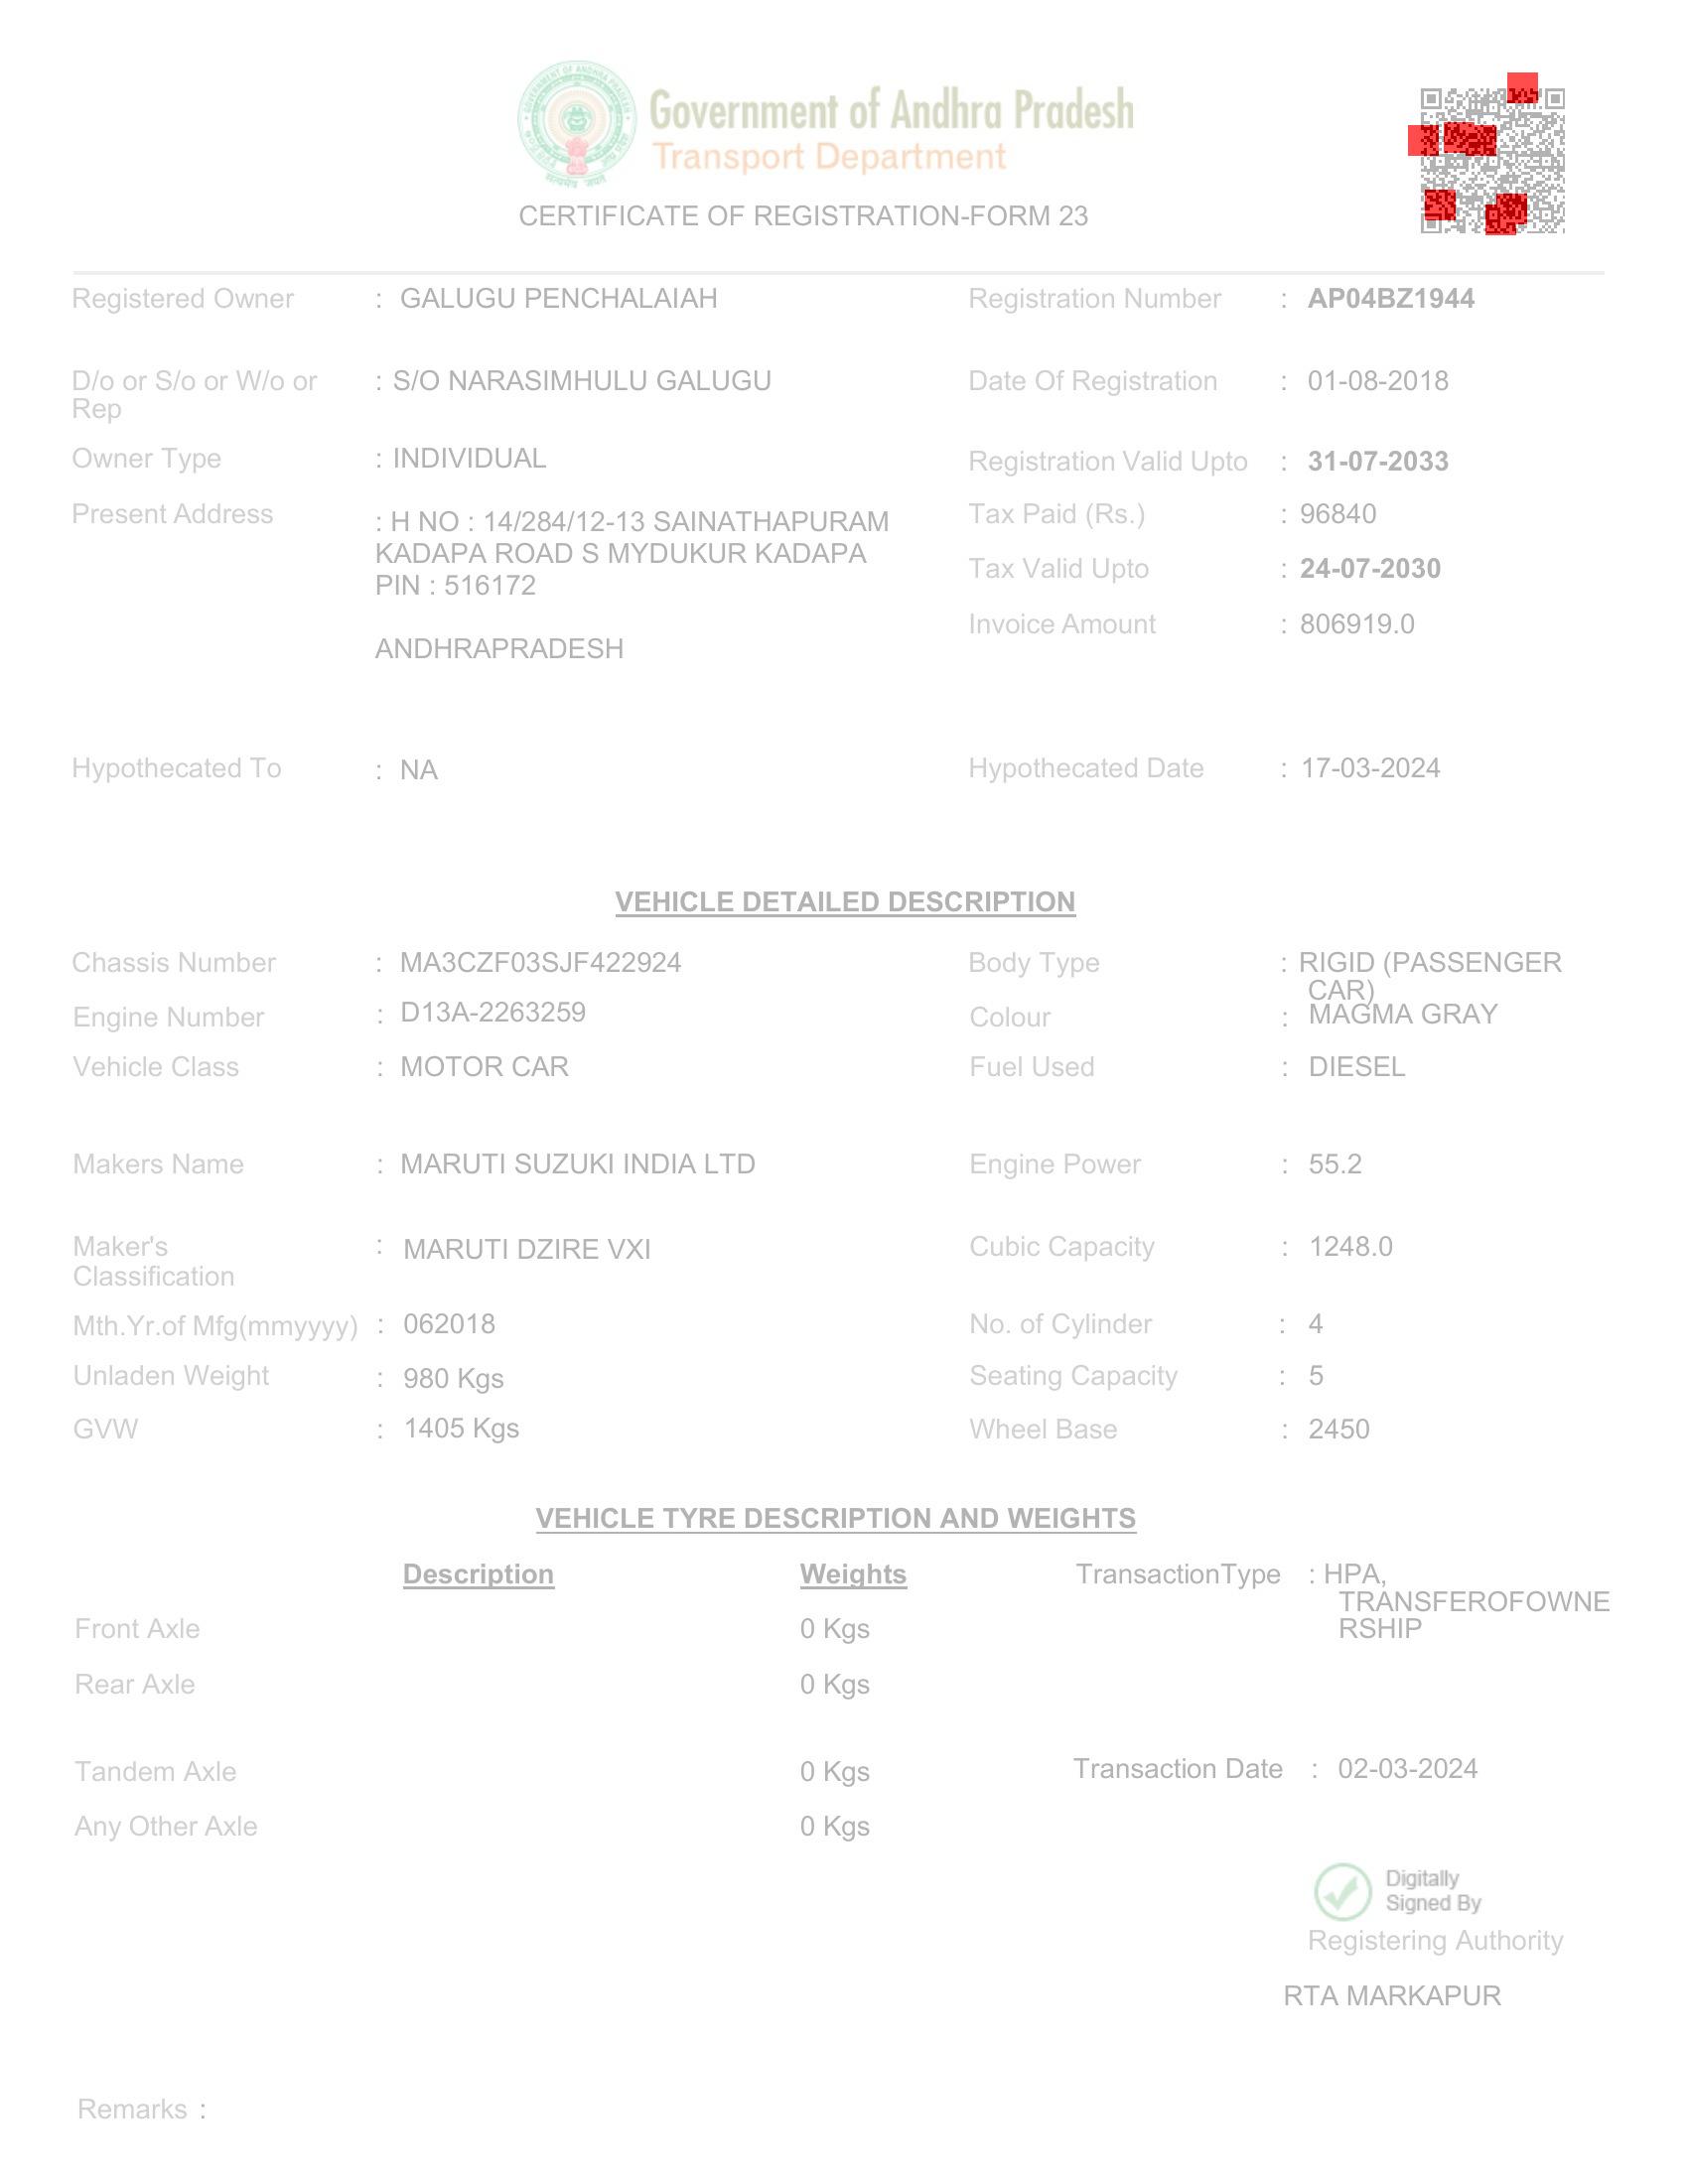 Government of Andhra Pradesh
Transport Department
CERTIFICATE OF REGISTRATION-FORM 23
Registered Owner : GALUGU PENCHALAIAH Registration Number : AP04BZ1944
D/o or S/o or W/o or : S/O NARASIMHULU GALUGU Date Of Registration : 01-08-2018
Rep
Owner Type : INDIVIDUAL Registration Valid Upto : 31-07-2033
Present Address : H NO : 14/284/12-13 SAINATHAPURAM Tax Paid (Rs.) : 96840
KADAPA ROAD S MYDUKUR KADAPA
PIN : 516172 Tax Valid Upto : 24-07-2030
Invoice Amount : 806919.0
ANDHRAPRADESH
Hypothecated To : NA Hypothecated Date : 17-03-2024
VEHICLE DETAILED DESCRIPTION
Chassis Number : MA3CZF03SJF422924 Body Type : RIGID (PASSENGER
CAR)
Engine Number : D13A-2263259 Colour : MAGMA GRAY
Vehicle Class : MOTOR CAR Fuel Used : DIESEL
Makers Name : MARUTI SUZUKI INDIA LTD Engine Power : 55.2
Maker's : MARUTI DZIRE VXI Cubic Capacity : 1248.0
Classification
Mth.Yr.of Mfg(mmyyyy) : 062018 No. of Cylinder : 4
Unladen Weight : 980 Kgs Seating Capacity : 5
GVW : 1405 Kgs Wheel Base : 2450
VEHICLE TYRE DESCRIPTION AND WEIGHTS
Description Weights TransactionType : HPA,
TRANSFEROFOWNE
Front Axle 0 Kgs RSHIP
Rear Axle 0 Kgs
Tandem Axle 0 Kgs Transaction Date : 02-03-2024
Any Other Axle 0 Kgs
Digitally
Signed By
Registering Authority
RTA MARKAPUR
Remarks :